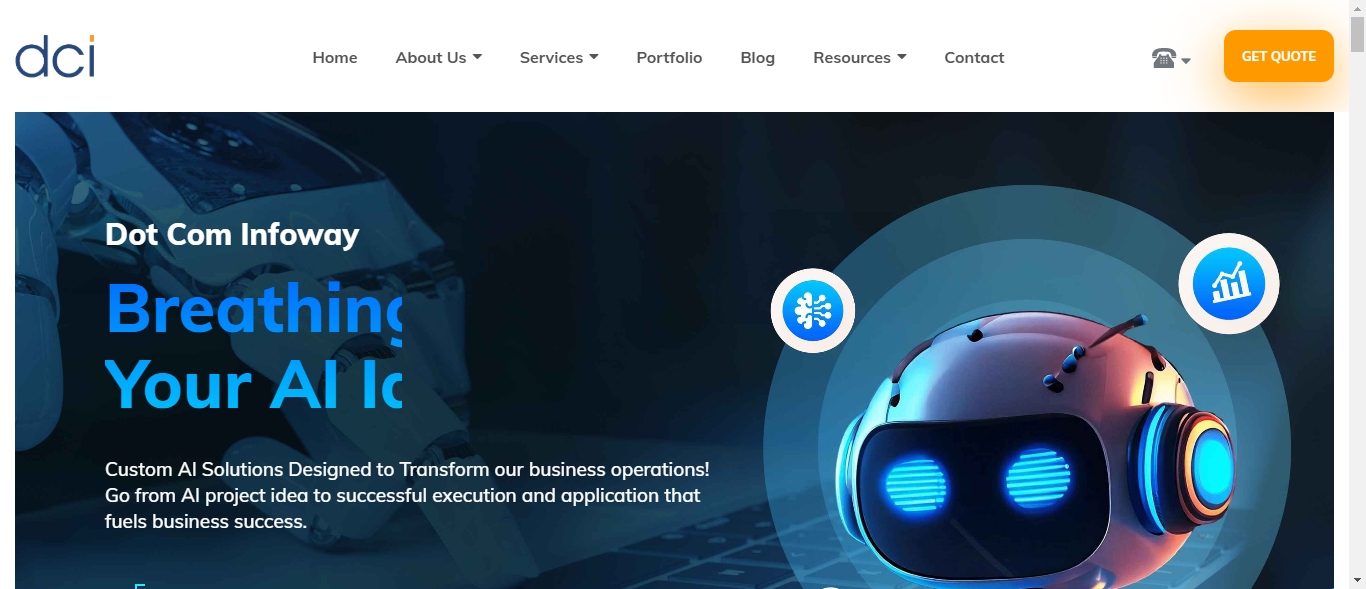 dci
Home
About Us
Services
Portfolio
Blog
Resources
Contact
GET QUOTE
Dot Com Infoway
Breathing
Your AI
Custom AI Solutions Designed to Transform our business operations!
Go from AI project idea to successful execution and application that
fuels business success.